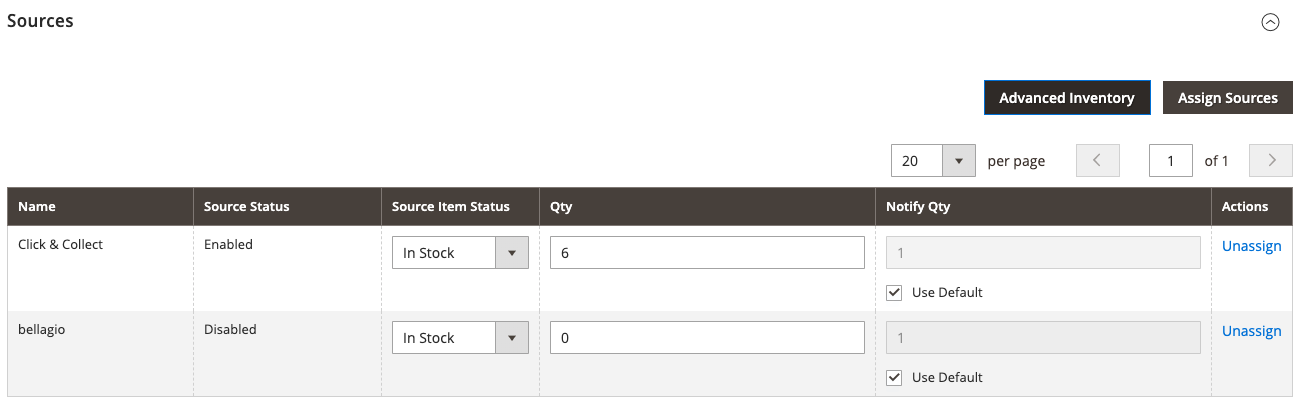 Sources
Advanced Inventory Assign Sources
20 per page 1 of 1
Name Source Status Source Item Status Qty Notify Qty Actions
Click & Collect Enabled In Stock 6 1 Unassign
Use Default
bellagio Disabled In Stock 0 1 Unassign
Use Default